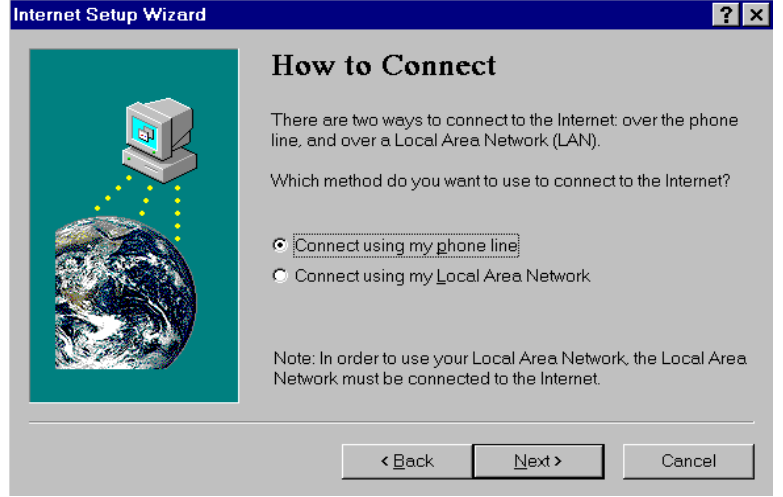 Internet Setup Wizard
How to Connect
There are two ways to connect to the Internet: over the phone
line, and over a Local Area Network (LAN).
Which method do you want to use to connect to the Internet?
Connect using my phone line
Connect using my Local Area Network
Note: In order to use your Local Area Network, the Local Area
Network must be connected to the Internet.
< Back Next > Cancel